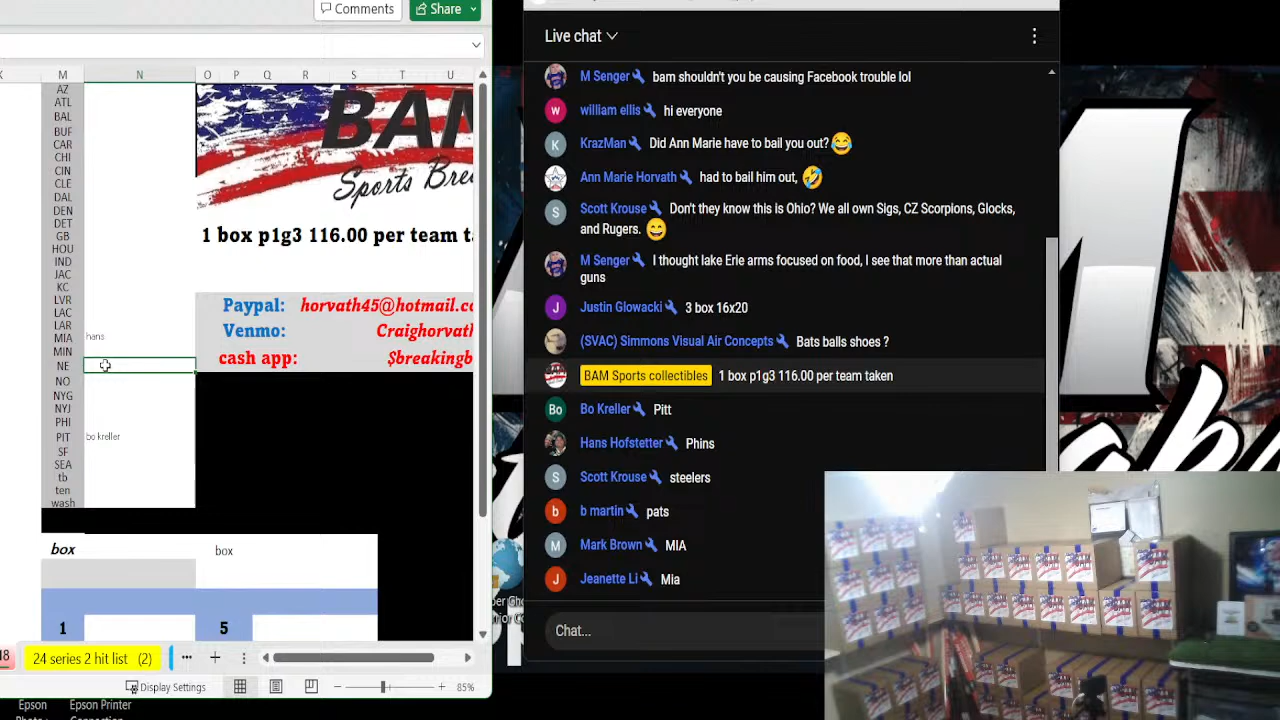 Comments
Share
M N O P Q R S T U
AZ
ATL
BAL
BUF
CAR
CHI
CIN
CLE
DAL
DEN
DET
GB
HOU
IND
JAC
KC
LVR
LAC
LAR
MIA hans
MIN
NE
NO
NYG
NYJ
PHI
PIT bo kreller
SF
SEA
tb
ten
wash
BAM
Sports Bre
1 box p1g3 116.00 per team ta
Paypal: horvath45@hotmail.co
Venmo: Craighorvath
cash app: $breakingb
box box
1 5
18 24 series 2 hit list (2)
Display Settings 85%
Epson Epson Printer
Live chat
M Senger bam shouldn't you be causing Facebook trouble lol
william ellis hi everyone
KrazMan Did Ann Marie have to bail you out? 😂
Ann Marie Horvath had to bail him out, 🤣
Scott Krouse Don't they know this is Ohio? We all own Sigs, CZ Scorpions, Glocks,
and Rugers. 😄
M Senger I thought lake Erie arms focused on food, I see that more than actual
guns
Justin Glowacki 3 box 16x20
(SVAC) Simmons Visual Air Concepts Bats balls shoes ?
BAM Sports collectibles 1 box p1g3 116.00 per team taken
Bo Kreller Pitt
Hans Hofstetter Phins
Scott Krouse steelers
b martin pats
Mark Brown MIA
Jeanette Li Mia
Chat...